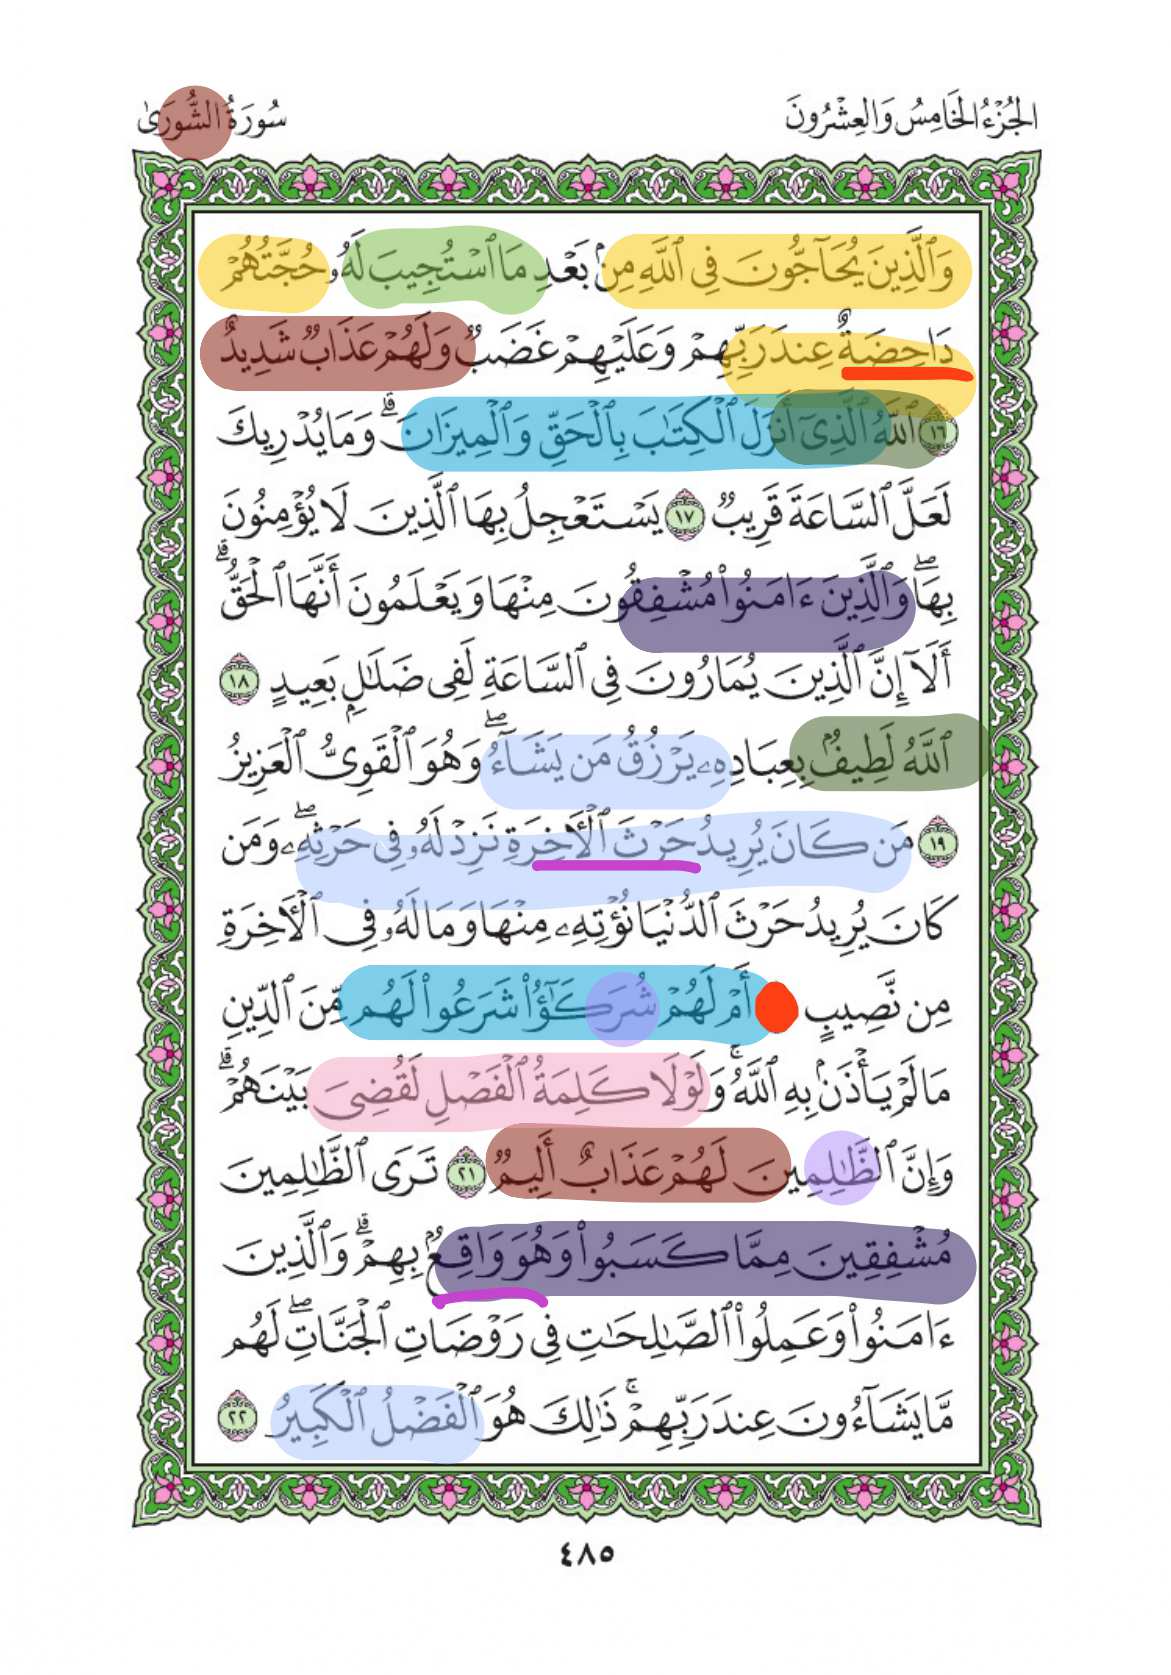 الجُزْءُ الخَامِسُ وَالعِشْرُونَ
سُورَةُ الشُّورَىٰ
وَٱلَّذِينَ يُحَآجُّونَ فِي ٱللَّهِ مِنۢ بَعْدِ مَا ٱسْتُجِيبَ لَهُۥ حُجَّتُهُمْ
دَاحِضَةٌ عِندَ رَبِّهِمْ وَعَلَيْهِمْ غَضَبٌ وَلَهُمْ عَذَابٌ شَدِيدٌ
١٦ ٱللَّهُ ٱلَّذِىٓ أَنزَلَ ٱلْكِتَٰبَ بِٱلْحَقِّ وَٱلْمِيزَانَ ۗ وَمَا يُدْرِيكَ
لَعَلَّ ٱلسَّاعَةَ قَرِيبٌ ١٧ يَسْتَعْجِلُ بِهَا ٱلَّذِينَ لَا يُؤْمِنُونَ
بِهَا ۖ وَٱلَّذِينَ ءَامَنُوا۟ مُشْفِقُونَ مِنْهَا وَيَعْلَمُونَ أَنَّهَا ٱلْحَقُّ ۗ
أَلَآ إِنَّ ٱلَّذِينَ يُمَارُونَ فِي ٱلسَّاعَةِ لَفِى ضَلَٰلٍۭ بَعِيدٍ ١٨
ٱللَّهُ لَطِيفٌۢ بِعِبَادِهِۦ يَرْزُقُ مَن يَشَآءُ ۖ وَهُوَ ٱلْقَوِىُّ ٱلْعَزِيزُ
١٩ مَن كَانَ يُرِيدُ حَرْثَ ٱلْأَخِرَةِ نَزِدْ لَهُۥ فِى حَرْثِهِۦ ۖ وَمَن
كَانَ يُرِيدُ حَرْثَ ٱلدُّنْيَا نُؤْتِهِۦ مِنْهَا وَمَا لَهُۥ فِى ٱلْأَخِرَةِ
مِن نَّصِيبٍ أَمْ لَهُمْ شُرَكَٰٓؤُا۟ شَرَعُوا۟ لَهُم مِّنَ ٱلدِّينِ
مَا لَمْ يَأْذَنۢ بِهِ ٱللَّهُ ۚ وَلَوْلَا كَلِمَةُ ٱلْفَصْلِ لَقُضِىَ بَيْنَهُمْ ۗ
وَإِنَّ ٱلظَّٰلِمِينَ لَهُمْ عَذَابٌ أَلِيمٌ ٢١ تَرَى ٱلظَّٰلِمِينَ
مُشْفِقِينَ مِمَّا كَسَبُوا۟ وَهُوَ وَاقِعٌۢ بِهِمْ ۗ وَٱلَّذِينَ
ءَامَنُوا۟ وَعَمِلُوا۟ ٱلصَّٰلِحَٰتِ فِي رَوْضَاتِ ٱلْجَنَّاتِ ۖ لَهُم
مَّا يَشَآءُونَ عِندَ رَبِّهِمْ ۚ ذَٰلِكَ هُوَ ٱلْفَضْلُ ٱلْكَبِيرُ ٢٢
٤٨٥